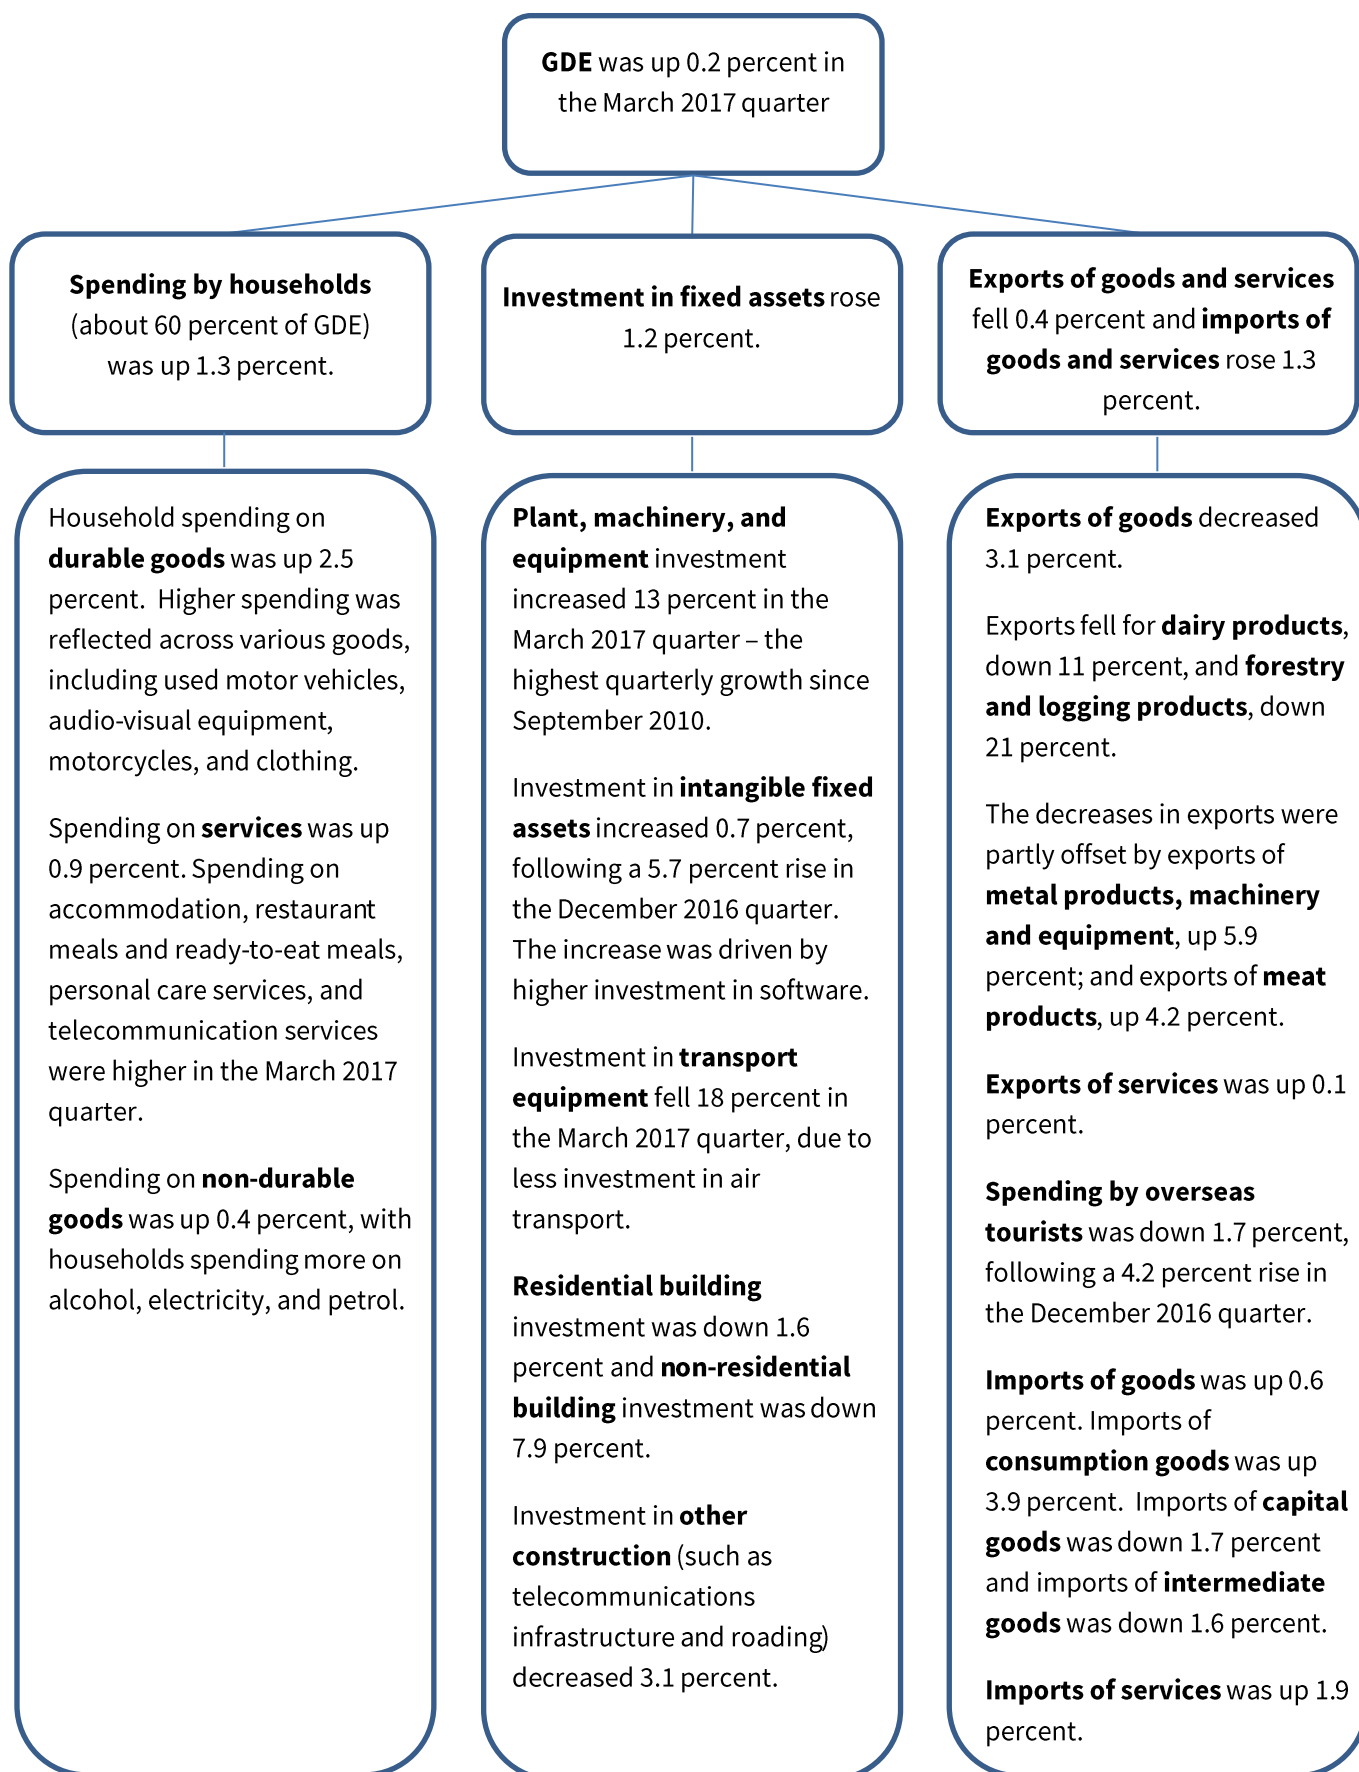 GDE was up 0.2 percent in
the March 2017 quarter
Spending by households
(about 60 percent of GDE)
was up 1.3 percent.
Investment in fixed assets rose
1.2 percent.
Exports of goods and services
fell 0.4 percent and imports of
goods and services rose 1.3
percent.
Household spending on
durable goods was up 2.5
percent.  Higher spending was
reflected across various goods,
including used motor vehicles,
audio-visual equipment,
motorcycles, and clothing.
Spending on services was up
0.9 percent. Spending on
accommodation, restaurant
meals and ready-to-eat meals,
personal care services, and
telecommunication services
were higher in the March 2017
quarter.
Spending on non-durable
goods was up 0.4 percent, with
households spending more on
alcohol, electricity, and petrol.
Plant, machinery, and
equipment investment
increased 13 percent in the
March 2017 quarter – the
highest quarterly growth since
September 2010.
Investment in intangible fixed
assets increased 0.7 percent,
following a 5.7 percent rise in
the December 2016 quarter.
The increase was driven by
higher investment in software.
Investment in transport
equipment fell 18 percent in
the March 2017 quarter, due to
less investment in air
transport.
Residential building
investment was down 1.6
percent and non-residential
building investment was down
7.9 percent.
Investment in other
construction (such as
telecommunications
infrastructure and roading)
decreased 3.1 percent.
Exports of goods decreased
3.1 percent.
Exports fell for dairy products,
down 11 percent, and forestry
and logging products, down
21 percent.
The decreases in exports were
partly offset by exports of
metal products, machinery
and equipment, up 5.9
percent; and exports of meat
products, up 4.2 percent.
Exports of services was up 0.1
percent.
Spending by overseas
tourists was down 1.7 percent,
following a 4.2 percent rise in
the December 2016 quarter.
Imports of goods was up 0.6
percent. Imports of
consumption goods was up
3.9 percent.  Imports of capital
goods was down 1.7 percent
and imports of intermediate
goods was down 1.6 percent.
Imports of services was up 1.9
percent.